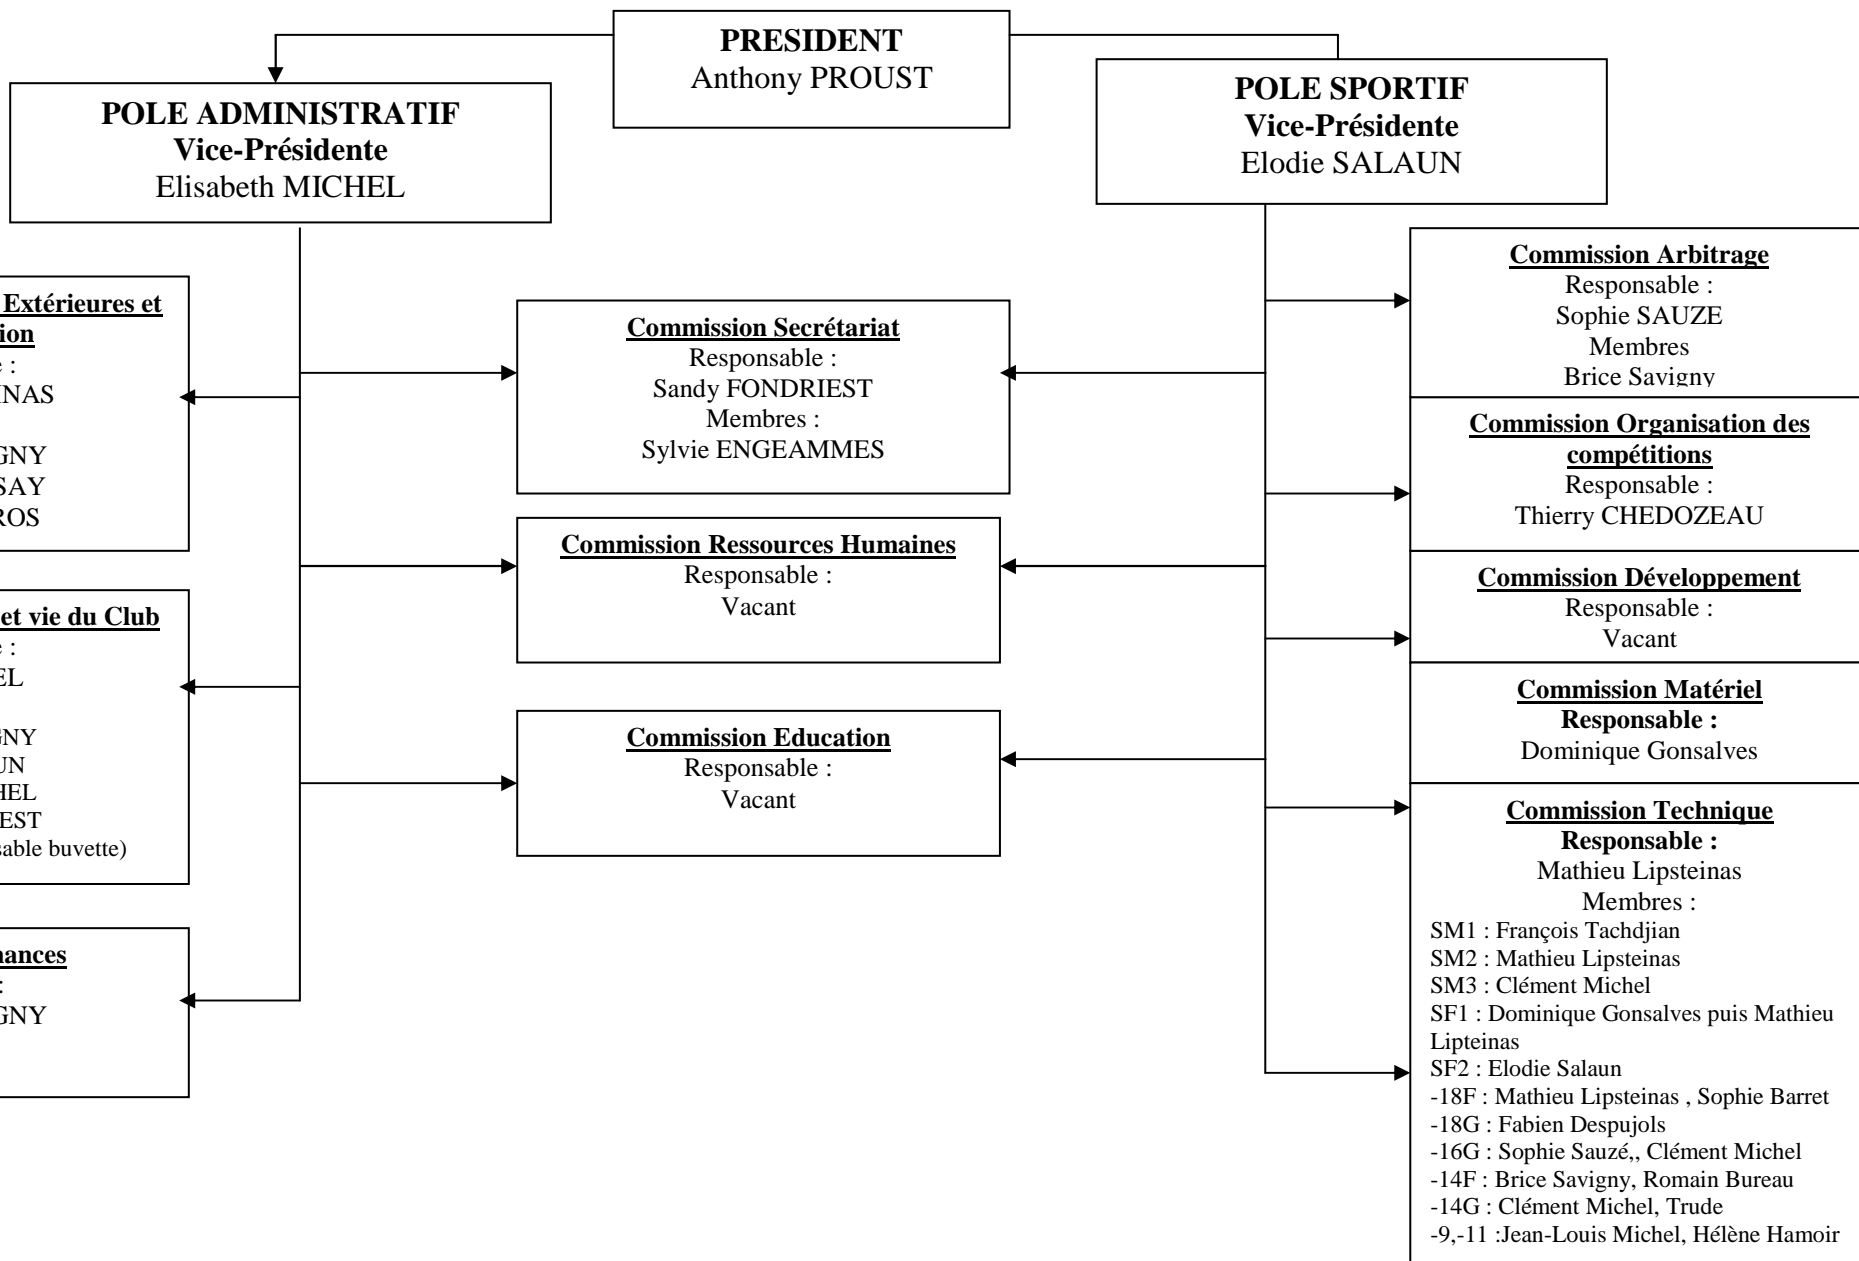 PRESIDENT
Anthony PROUST
POLE ADMINISTRATIF
Vice-Présidente
Elisabeth MICHEL
POLE SPORTIF
Vice-Présidente
Elodie SALAUN
Extérieures et
:
GNY
SAY
ROS
et vie du Club
:
EL
GNY
UN
HEL
EST
sable buvette)
nances
:
GNY
Commission Secrétariat
Responsable :
Sandy FONDRIEST
Membres :
Sylvie ENGEAMMES
Commission Ressources Humaines
Responsable :
Vacant
Commission Education
Responsable :
Vacant
Commission Arbitrage
Responsable :
Sophie SAUZE
Membres
Brice Savigny
Commission Organisation des
compétitions
Responsable :
Thierry CHEDOZEAU
Commission Développement
Responsable :
Vacant
Commission Matériel
Responsable :
Dominique Gonsalves
Commission Technique
Responsable :
Mathieu Lipsteinas
Membres :
SM1 : François Tachdjian
SM2 : Mathieu Lipsteinas
SM3 : Clément Michel
SF1 : Dominique Gonsalves puis Mathieu
Lipteinas
SF2 : Elodie Salaun
-18F : Mathieu Lipsteinas , Sophie Barret
-18G : Fabien Despujols
-16G : Sophie Sauzé,, Clément Michel
-14F : Brice Savigny, Romain Bureau
-14G : Clément Michel, Trude
-9,-11 :Jean-Louis Michel, Hélène Hamoir